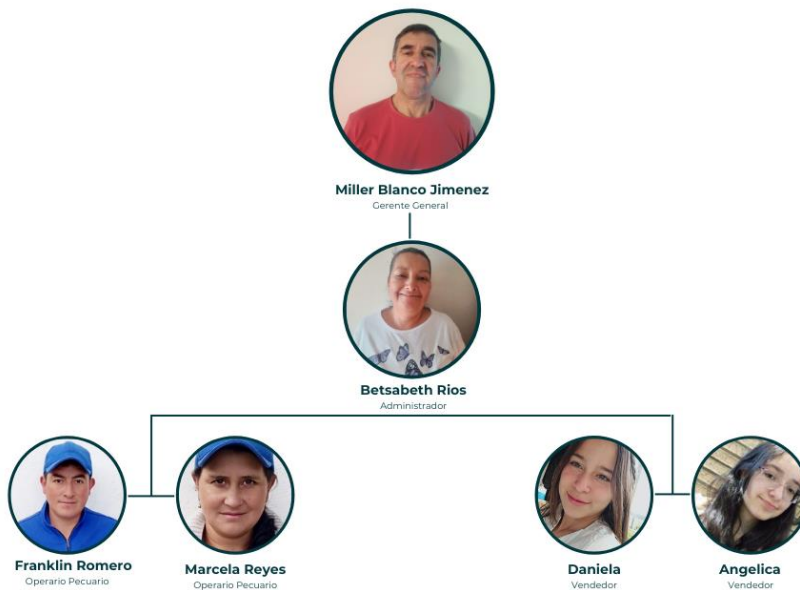 Miller Blanco Jimenez
Gerente General
Betsabeth Rios
Administrador
Franklin Romero
Operario Pecuario
Marcela Reyes
Operario Pecuario
Daniela
Vendedor
Angelica
Vendedor